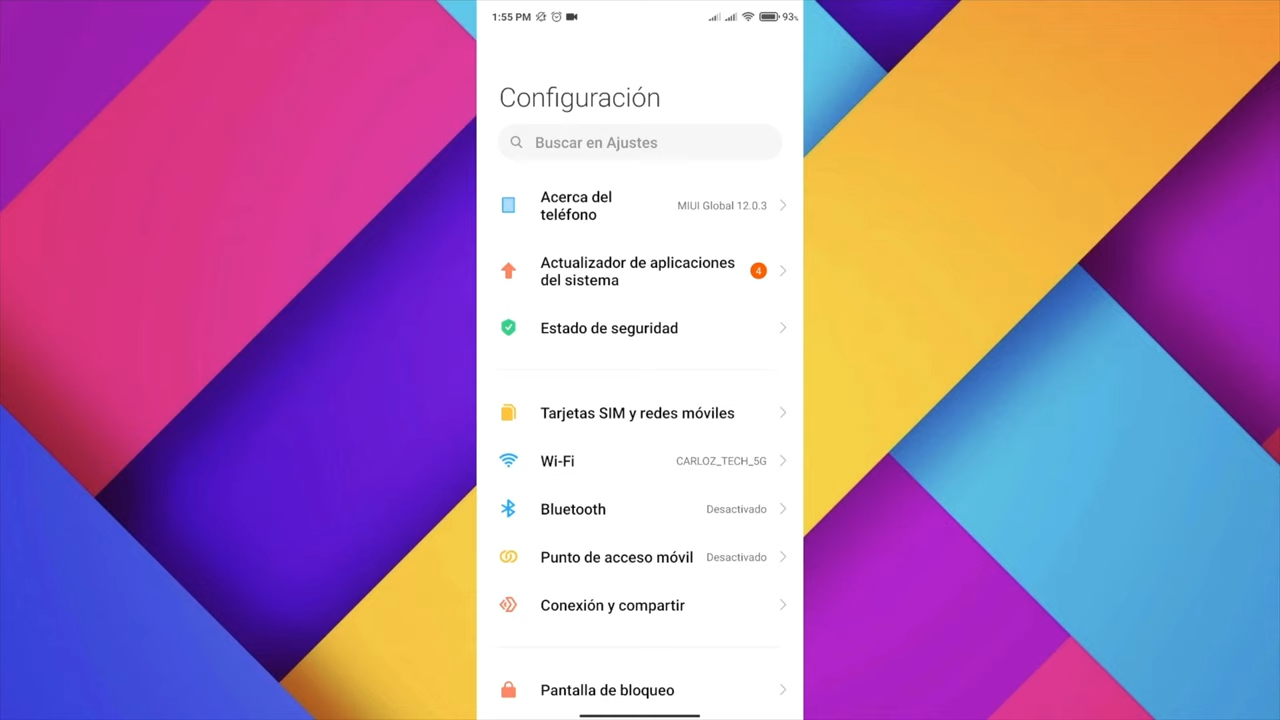 1:55 PM 93%
Configuración
Buscar en Ajustes
Acerca del
teléfono
MIUI Global 12.0.3
Actualizador de aplicaciones
del sistema
4
Estado de seguridad
Tarjetas SIM y redes móviles
Wi-Fi CARLOZ_TECH_5G
Bluetooth Desactivado
Punto de acceso móvil Desactivado
Conexión y compartir
Pantalla de bloqueo